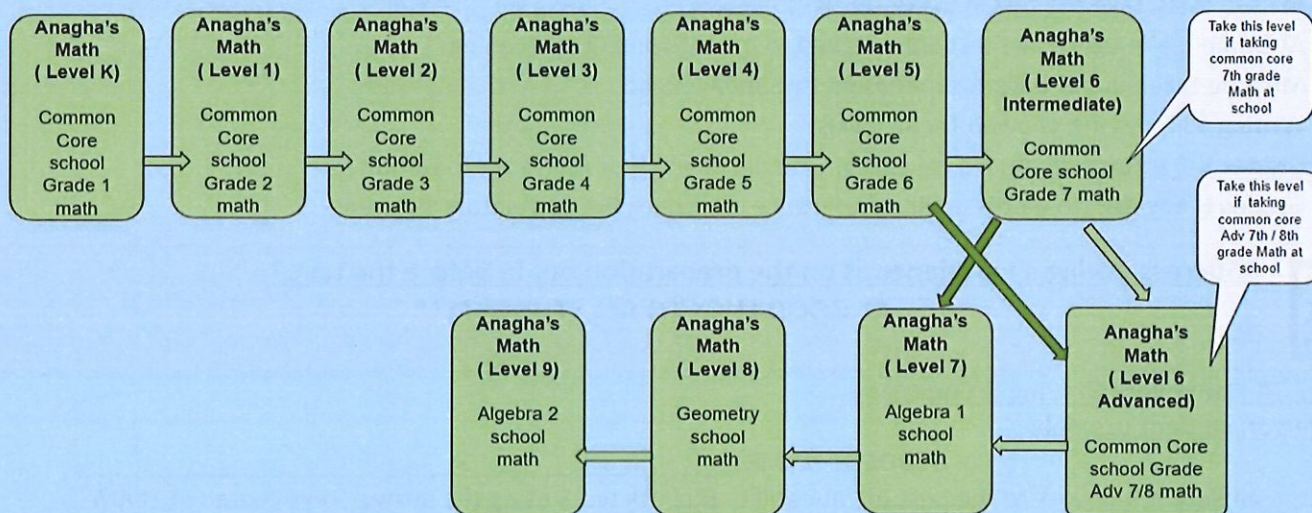 Anagha's
Math
( Level K)
Common
Core
school
Grade 1
math
Anagha's
Math
( Level 1)
Common
Core
school
Grade 2
math
Anagha's
Math
( Level 2)
Common
Core
school
Grade 3
math
Anagha's
Math
( Level 3)
Common
Core
school
Grade 4
math
Anagha's
Math
( Level 4)
Common
Core
school
Grade 5
math
Anagha's
Math
( Level 5)
Common
Core
school
Grade 6
math
Anagha's
Math
( Level 6
Intermediate)
Common
Core school
Grade 7 math
Take this level
if taking
common core
7th grade
Math at
school
Take this level
if taking
common core
Adv 7th / 8th
grade Math at
school
Anagha's
Math
( Level 9)
Algebra 2
school
math
Anagha's
Math
( Level 8)
Geometry
school
math
Anagha's
Math
( Level 7)
Algebra 1
school
math
Anagha's
Math
( Level 6
Advanced)
Common Core
school Grade
Adv 7/8 math